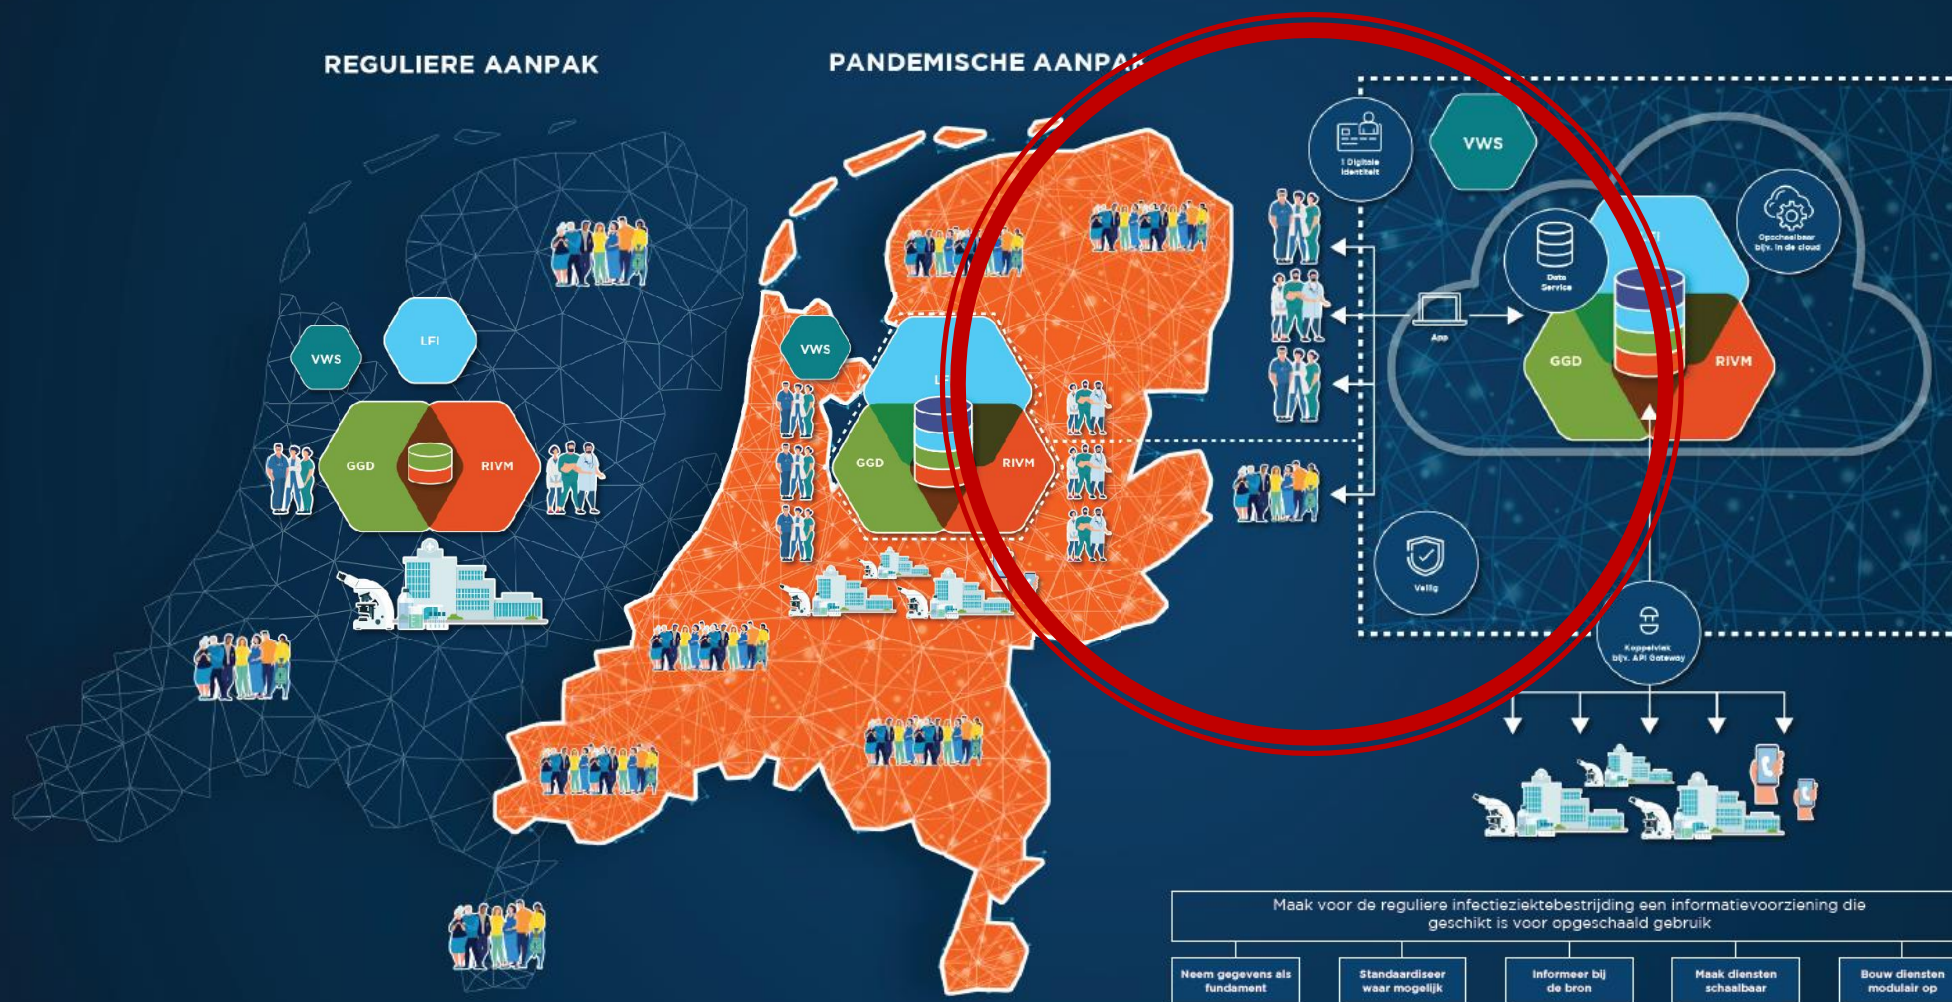 REGULIERE AANPAK
PANDEMISCHE AANPAK
VWS
LFI
GGD
RIVM
VWS
GGD
RIVM
1 Digitale
Identiteit
VWS
Data
Service
Opschaalbaar
bijv. in de cloud
App
GGD
RIVM
Veilig
Koppelvlak
bijv. API Gateway
Maak voor de reguliere infectieziektebestrijding een informatievoorziening die
geschikt is voor opgeschaald gebruik
Neem gegevens als
fundament
Standaardiseer
waar mogelijk
Informeer bij
de bron
Maak diensten
schaalbaar
Bouw diensten
modulair op